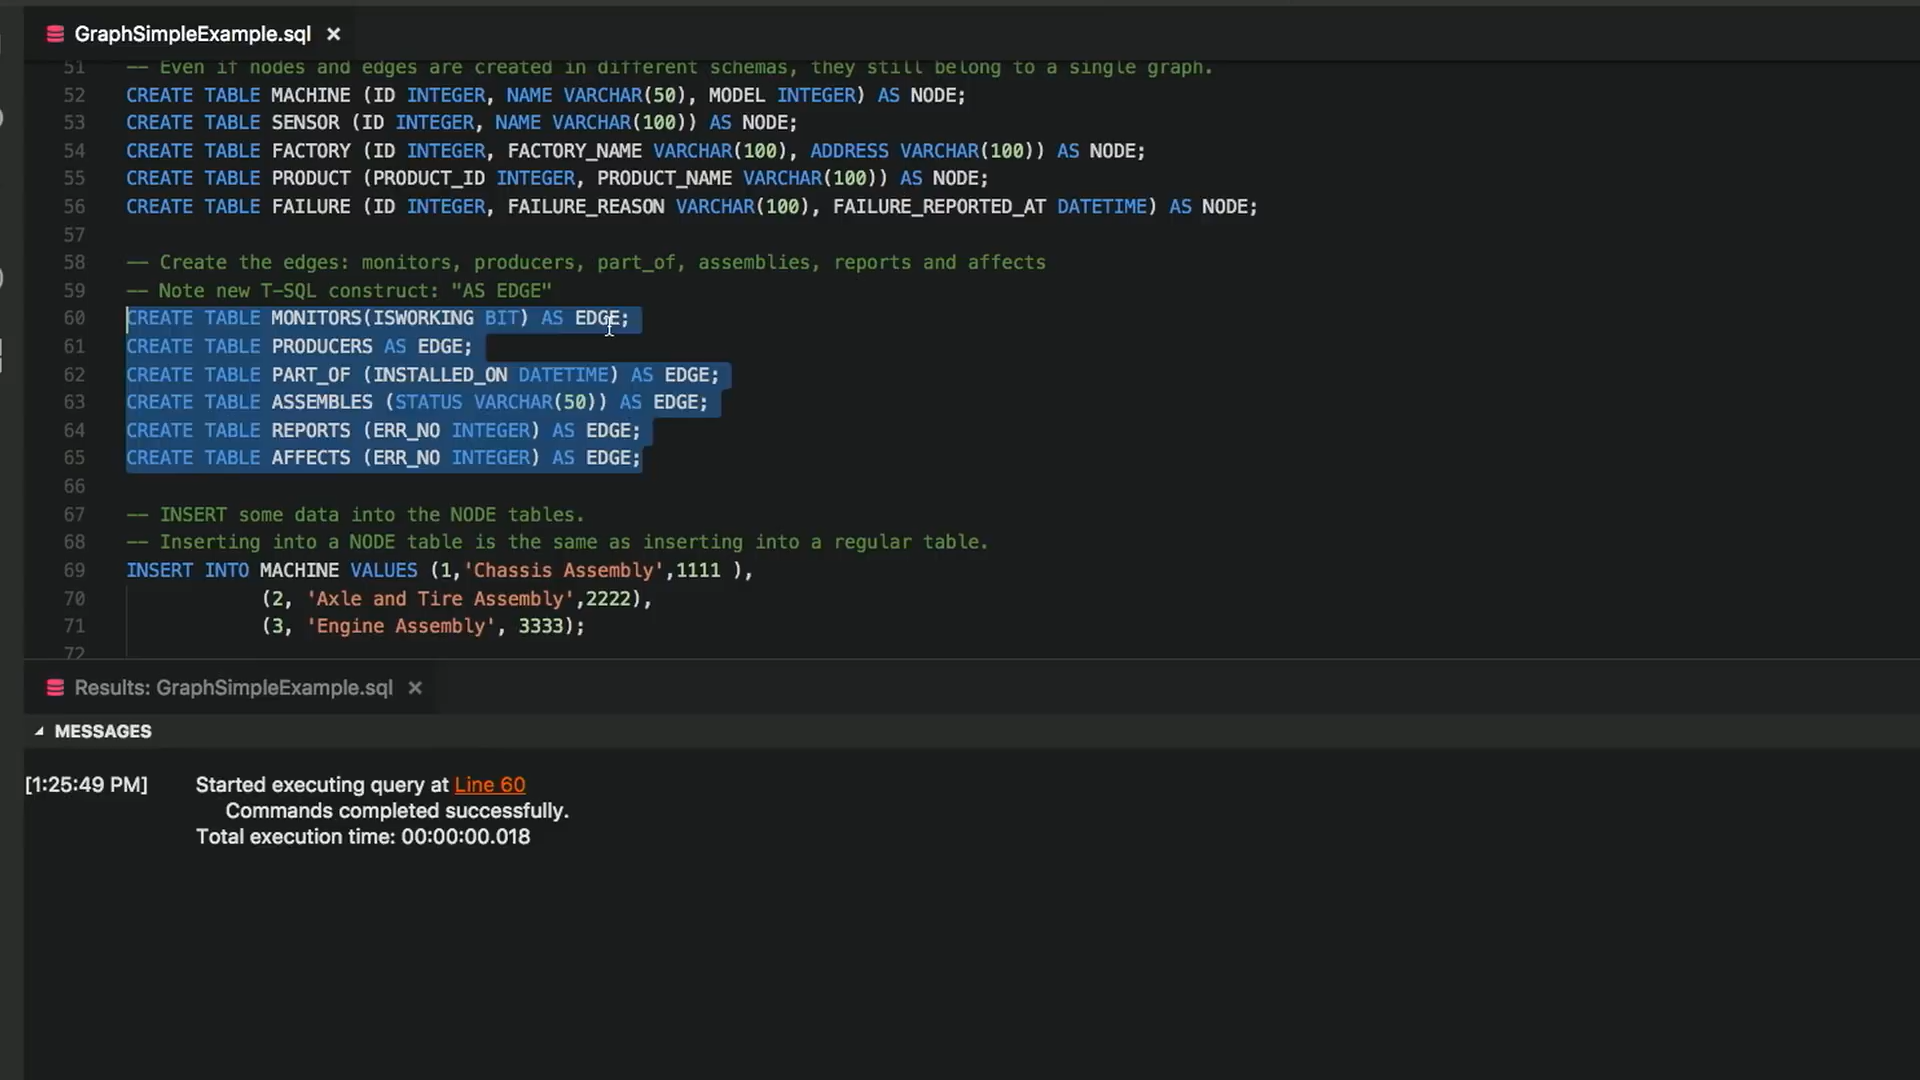 GraphSimpleExample.sql ×
51 -- Even if nodes and edges are created in different schemas, they still belong to a single graph.
52 CREATE TABLE MACHINE (ID INTEGER, NAME VARCHAR(50), MODEL INTEGER) AS NODE;
53 CREATE TABLE SENSOR (ID INTEGER, NAME VARCHAR(100)) AS NODE;
54 CREATE TABLE FACTORY (ID INTEGER, FACTORY_NAME VARCHAR(100), ADDRESS VARCHAR(100)) AS NODE;
55 CREATE TABLE PRODUCT (PRODUCT_ID INTEGER, PRODUCT_NAME VARCHAR(100)) AS NODE;
56 CREATE TABLE FAILURE (ID INTEGER, FAILURE_REASON VARCHAR(100), FAILURE_REPORTED_AT DATETIME) AS NODE;
57
58 -- Create the edges: monitors, producers, part_of, assemblies, reports and affects
59 -- Note new T-SQL construct: "AS EDGE"
60 CREATE TABLE MONITORS(ISWORKING BIT) AS EDGE;
61 CREATE TABLE PRODUCERS AS EDGE;
62 CREATE TABLE PART_OF (INSTALLED_ON DATETIME) AS EDGE;
63 CREATE TABLE ASSEMBLES (STATUS VARCHAR(50)) AS EDGE;
64 CREATE TABLE REPORTS (ERR_NO INTEGER) AS EDGE;
65 CREATE TABLE AFFECTS (ERR_NO INTEGER) AS EDGE;
66
67 -- INSERT some data into the NODE tables.
68 -- Inserting into a NODE table is the same as inserting into a regular table.
69 INSERT INTO MACHINE VALUES (1,'Chassis Assembly',1111 ),
70 (2, 'Axle and Tire Assembly',2222),
71 (3, 'Engine Assembly', 3333);
72
Results: GraphSimpleExample.sql ×
MESSAGES
[1:25:49 PM] Started executing query at Line 60
Commands completed successfully.
Total execution time: 00:00:00.018